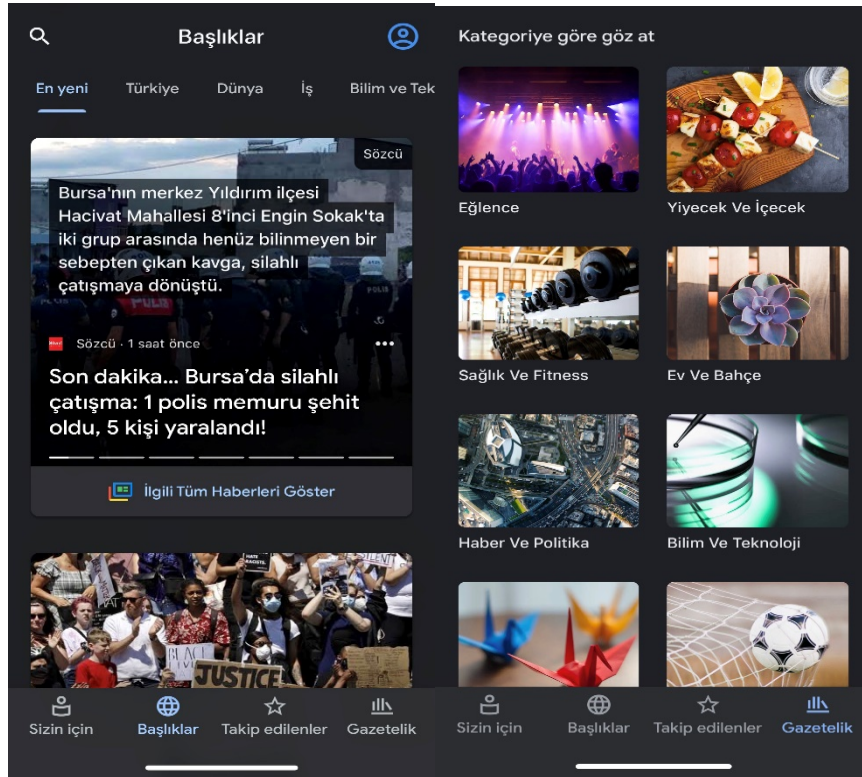 Başlıklar
En yeni
Türkiye
Dünya
İş
Bilim ve Tek
Sözcü
Bursa'nın merkez Yıldırım ilçesi
Hacivat Mahallesi 8'inci Engin Sokak'ta
iki grup arasında henüz bilinmeyen bir
sebepten çıkan kavga, silahlı
çatışmaya dönüştü.
POLIS
POLIS
Sözcü · 1 saat önce
Son dakika... Bursa’da silahlı
çatışma: 1 polis memuru şehit
oldu, 5 kişi yaralandı!
İlgili Tüm Haberleri Göster
HATE
RACISTS.
BLACK
JUSTICE
Sizin için
Başlıklar
Takip edilenler
Gazetelik
Kategoriye göre göz at
Eğlence
Yiyecek Ve İçecek
Sağlık Ve Fitness
Ev Ve Bahçe
Haber Ve Politika
Bilim Ve Teknoloji
Sizin için
Başlıklar
Takip edilenler
Gazetelik